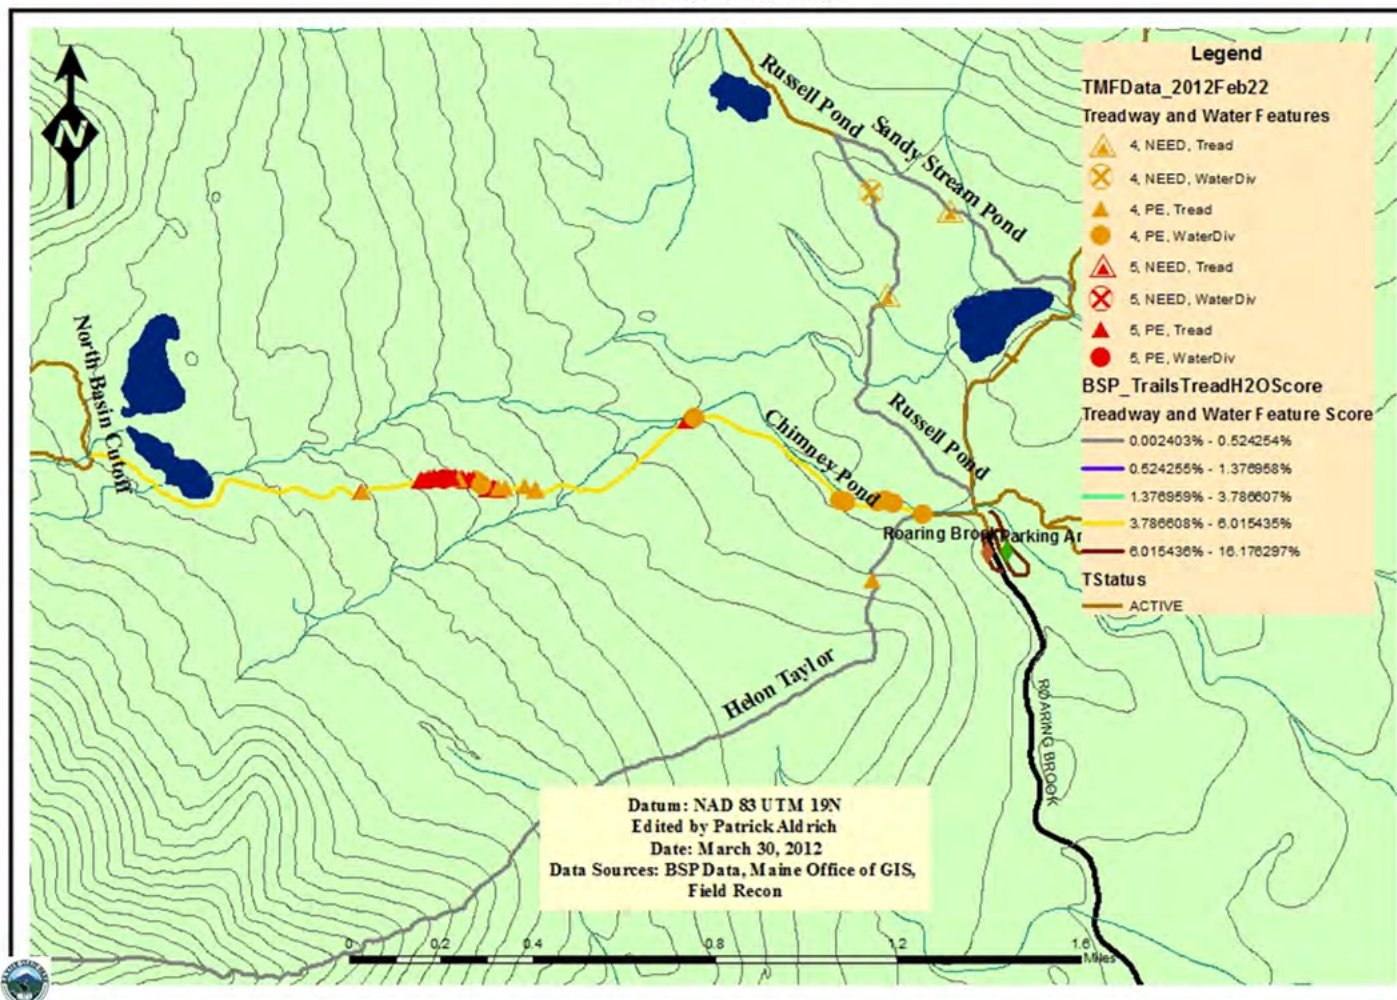 Legend
TMFData_2012Feb22
Treadway and Water Features
4, NEED, Tread
4, NEED, WaterDiv
4, PE, Tread
4, PE, WaterDiv
5, NEED, Tread
5, NEED, WaterDiv
5, PE, Tread
5, PE, WaterDiv
BSP_TrailsTreadH2OScore
Treadway and Water Feature Score
0.002403% - 0.524254%
0.524255% - 1.376958%
1.376959% - 3.786607%
3.786608% - 6.015435%
6.015436% - 16.176297%
TStatus
ACTIVE
N
Russell Pond
Sandy Stream Pond
North Basin Cutoff
Chimney Pond
Russell Pond
Roaring Brook Parking Ar
Helon Taylor
ROARING BROOK
Datum: NAD 83 UTM 19N
Edited by Patrick Aldrich
Date: March 30, 2012
Data Sources: BSPData, Maine Office of GIS,
Field Recon
0 0.2 0.4 0.8 1.2 1.6
Miles